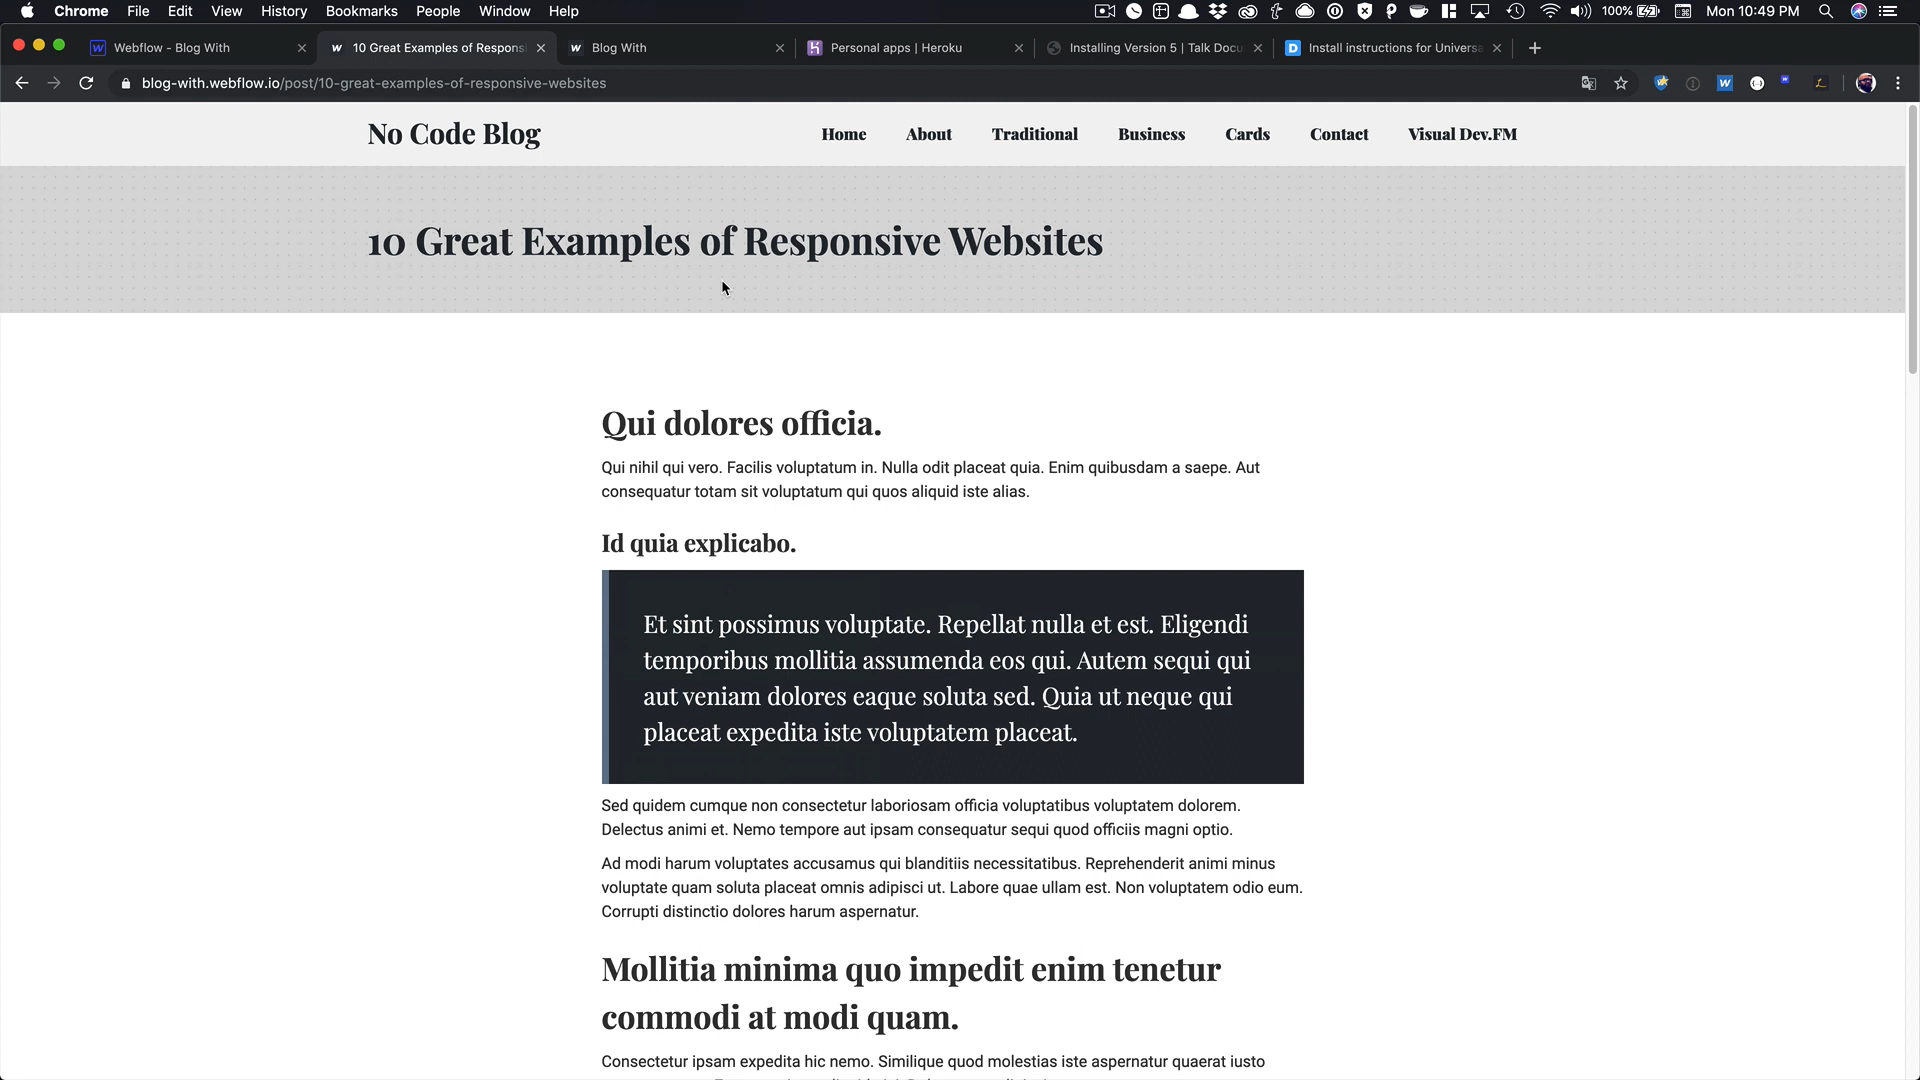 Chrome File Edit View History Bookmarks People Window Help 100% Mon 10:49 PM
Webflow - Blog With 10 Great Examples of Respons Blog With Personal apps | Heroku Installing Version 5 | Talk Docu Install instructions for Universa
blog-with.webflow.io/post/10-great-examples-of-responsive-websites
No Code Blog Home About Traditional Business Cards Contact Visual Dev.FM
10 Great Examples of Responsive Websites
Qui dolores officia.
Qui nihil qui vero. Facilis voluptatum in. Nulla odit placeat quia. Enim quibusdam a saepe. Aut
consequatur totam sit voluptatum qui quos aliquid iste alias.
Id quia explicabo.
Et sint possimus voluptate. Repellat nulla et est. Eligendi
temporibus mollitia assumenda eos qui. Autem sequi qui
aut veniam dolores eaque soluta sed. Quia ut neque qui
placeat expedita iste voluptatem placeat.
Sed quidem cumque non consectetur laboriosam officia voluptatibus voluptatem dolorem.
Delectus animi et. Nemo tempore aut ipsam consequatur sequi quod officiis magni optio.
Ad modi harum voluptates accusamus qui blanditiis necessitatibus. Reprehenderit animi minus
voluptate quam soluta placeat omnis adipisci ut. Labore quae ullam est. Non voluptatem odio eum.
Corrupti distinctio dolores harum aspernatur.
Mollitia minima quo impedit enim tenetur
commodi at modi quam.
Consectetur ipsam expedita hic nemo. Similique quod molestias iste aspernatur quaerat iusto